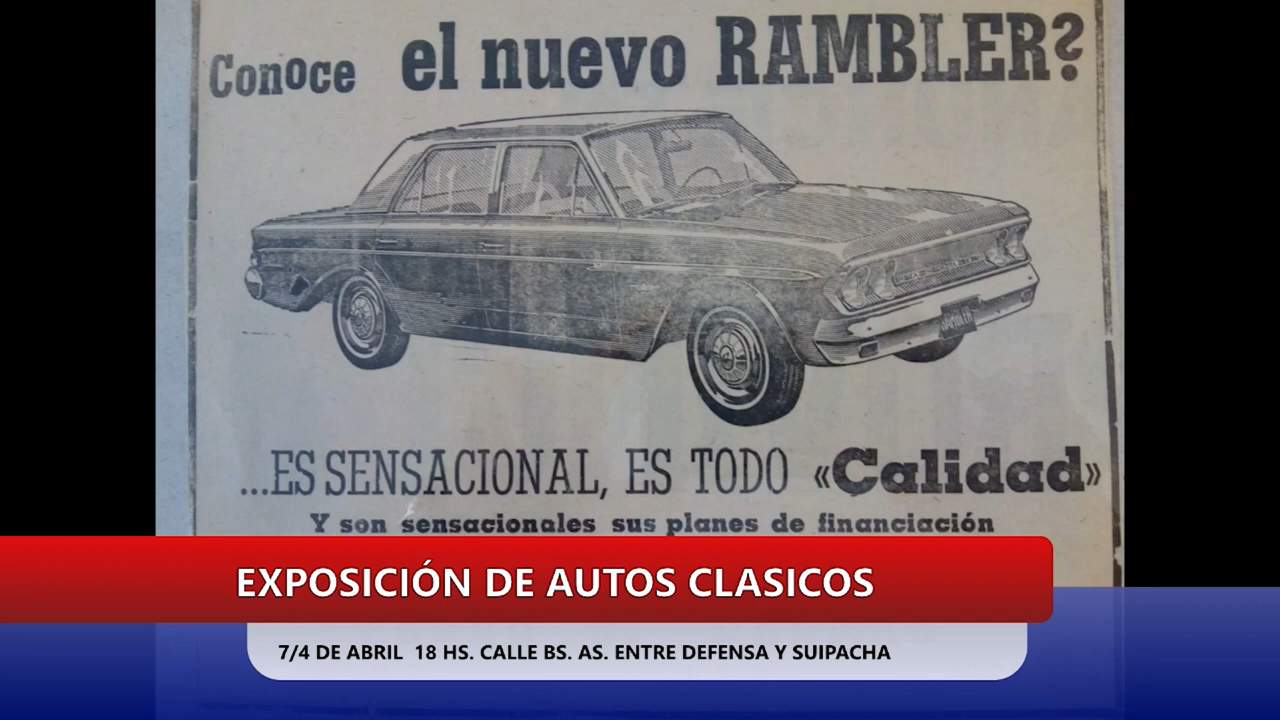 Conoce el nuevo RAMBLER?
RAMBLER
...ES SENSACIONAL, ES TODO «Calidad»
Y son sensacionales sus planes de financiación
EXPOSICIÓN DE AUTOS CLASICOS
7/4 DE ABRIL 18 HS. CALLE BS. AS. ENTRE DEFENSA Y SUIPACHA